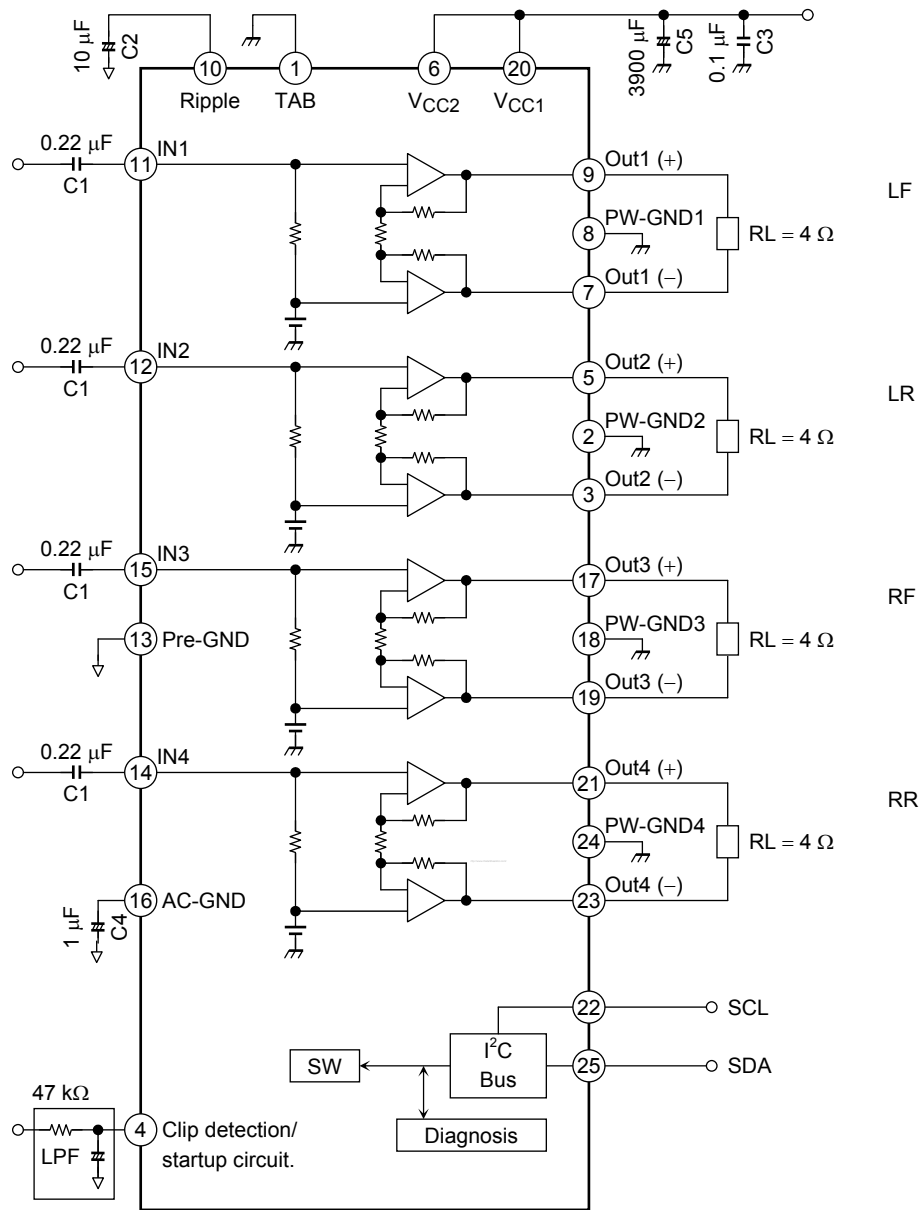 10 μF
C2
3900 μF
C5
0.1 μF
C3
10
1
6
20
Ripple
TAB
VCC2
VCC1
0.22 μF
C1
11
IN1
9
Out1 (+)
8
PW-GND1
7
Out1 (−)
RL = 4 Ω
LF
0.22 μF
C1
12
IN2
5
Out2 (+)
2
PW-GND2
3
Out2 (−)
RL = 4 Ω
LR
0.22 μF
C1
15
IN3
13
Pre-GND
17
Out3 (+)
18
PW-GND3
19
Out3 (−)
RL = 4 Ω
RF
0.22 μF
C1
14
IN4
21
Out4 (+)
24
PW-GND4
23
Out4 (−)
RL = 4 Ω
RR
16
AC-GND
1 μF
C4
22
SCL
I²C
Bus
25
SDA
SW
Diagnosis
47 kΩ
LPF
4
Clip detection/
startup circuit.